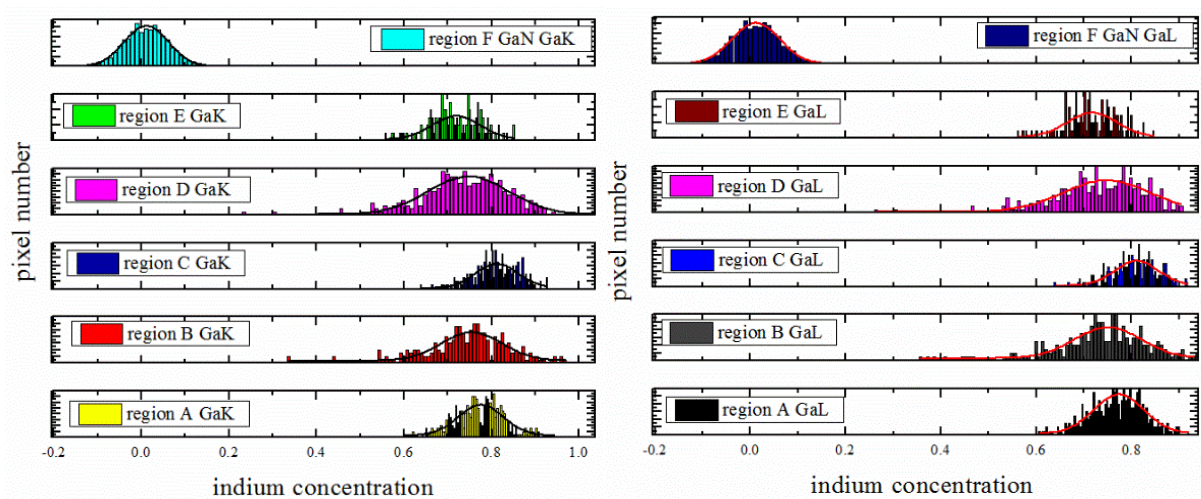 region F GaN GaK
region E GaK
region D GaK
region C GaK
region B GaK
region A GaK
pixel number
-0.2 0.0 0.2 0.4 0.6 0.8 1.0
indium concentration
region F GaN GaL
region E GaL
region D GaL
region C GaL
region B GaL
region A GaL
pixel number
-0.2 0.0 0.2 0.4 0.6 0.8
indium concentration